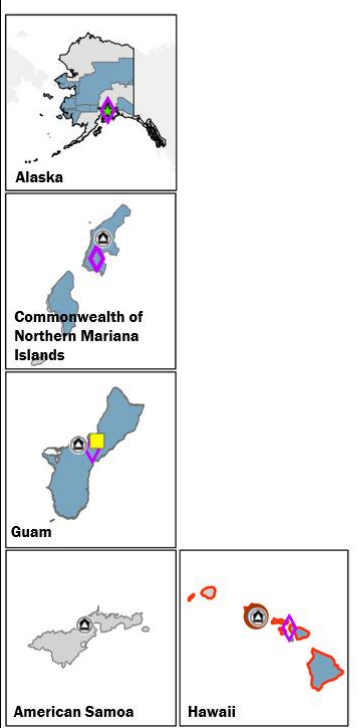 Alaska
Commonwealth of
Northern Mariana
Islands
Guam
American Samoa
Hawaii